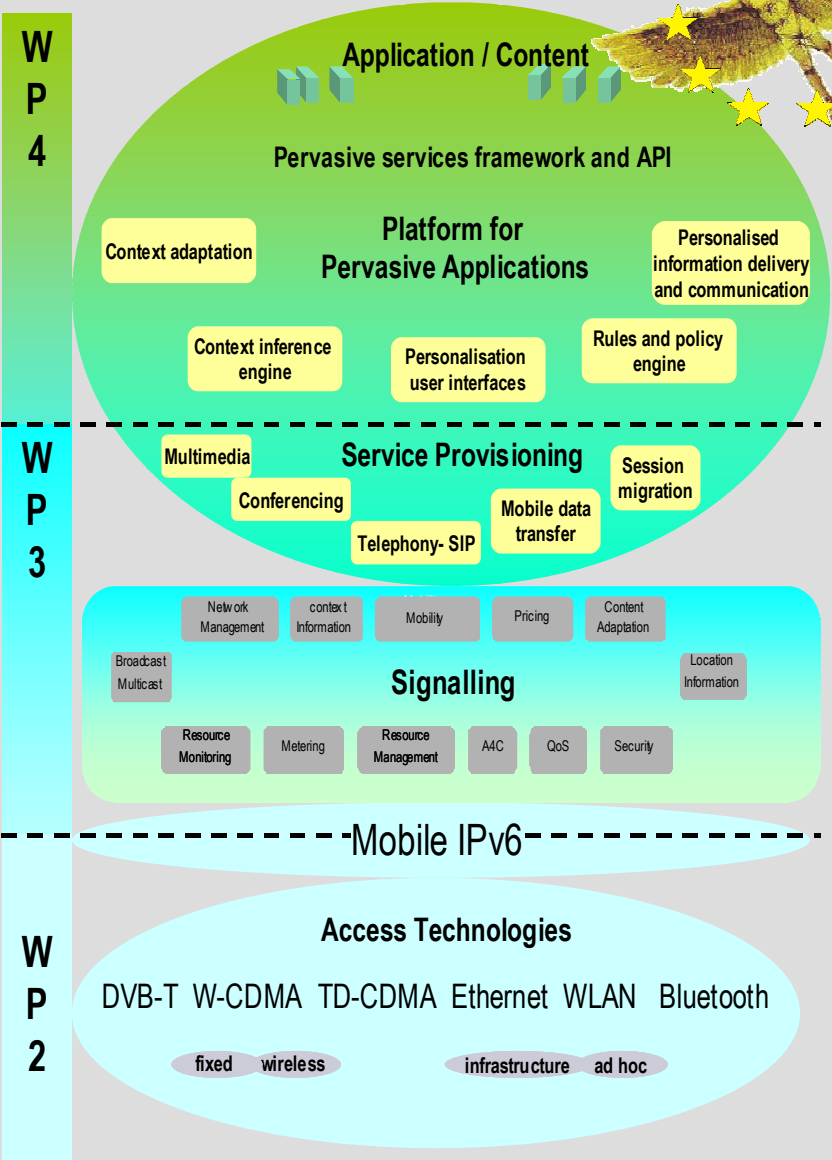 W
P
4
Application / Content
Pervasive services framework and API
Platform for
Pervasive Applications
Context adaptation
Personalised
information delivery
and communication
Context inference
engine
Personalisation
user interfaces
Rules and policy
engine
W
P
3
Service Provisioning
Multimedia
Conferencing
Telephony- SIP
Mobile data
transfer
Session
migration
Network
Management
context
Information
Mobility
Pricing
Content
Adaptation
Broadcast
Multicast
Signalling
Location
Information
Resource
Monitoring
Metering
Resource
Management
A4C
QoS
Security
Mobile IPv6
W
P
2
Access Technologies
DVB-T W-CDMA TD-CDMA Ethernet WLAN Bluetooth
fixed wireless
infrastructure ad hoc